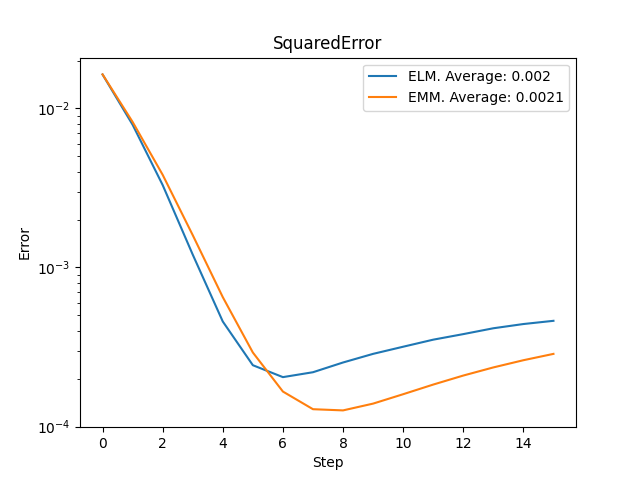 SquaredError
ELM. Average: 0.002
EMM. Average: 0.0021
Error
10⁻²
10⁻³
10⁻⁴
0 2 4 6 8 10 12 14
Step